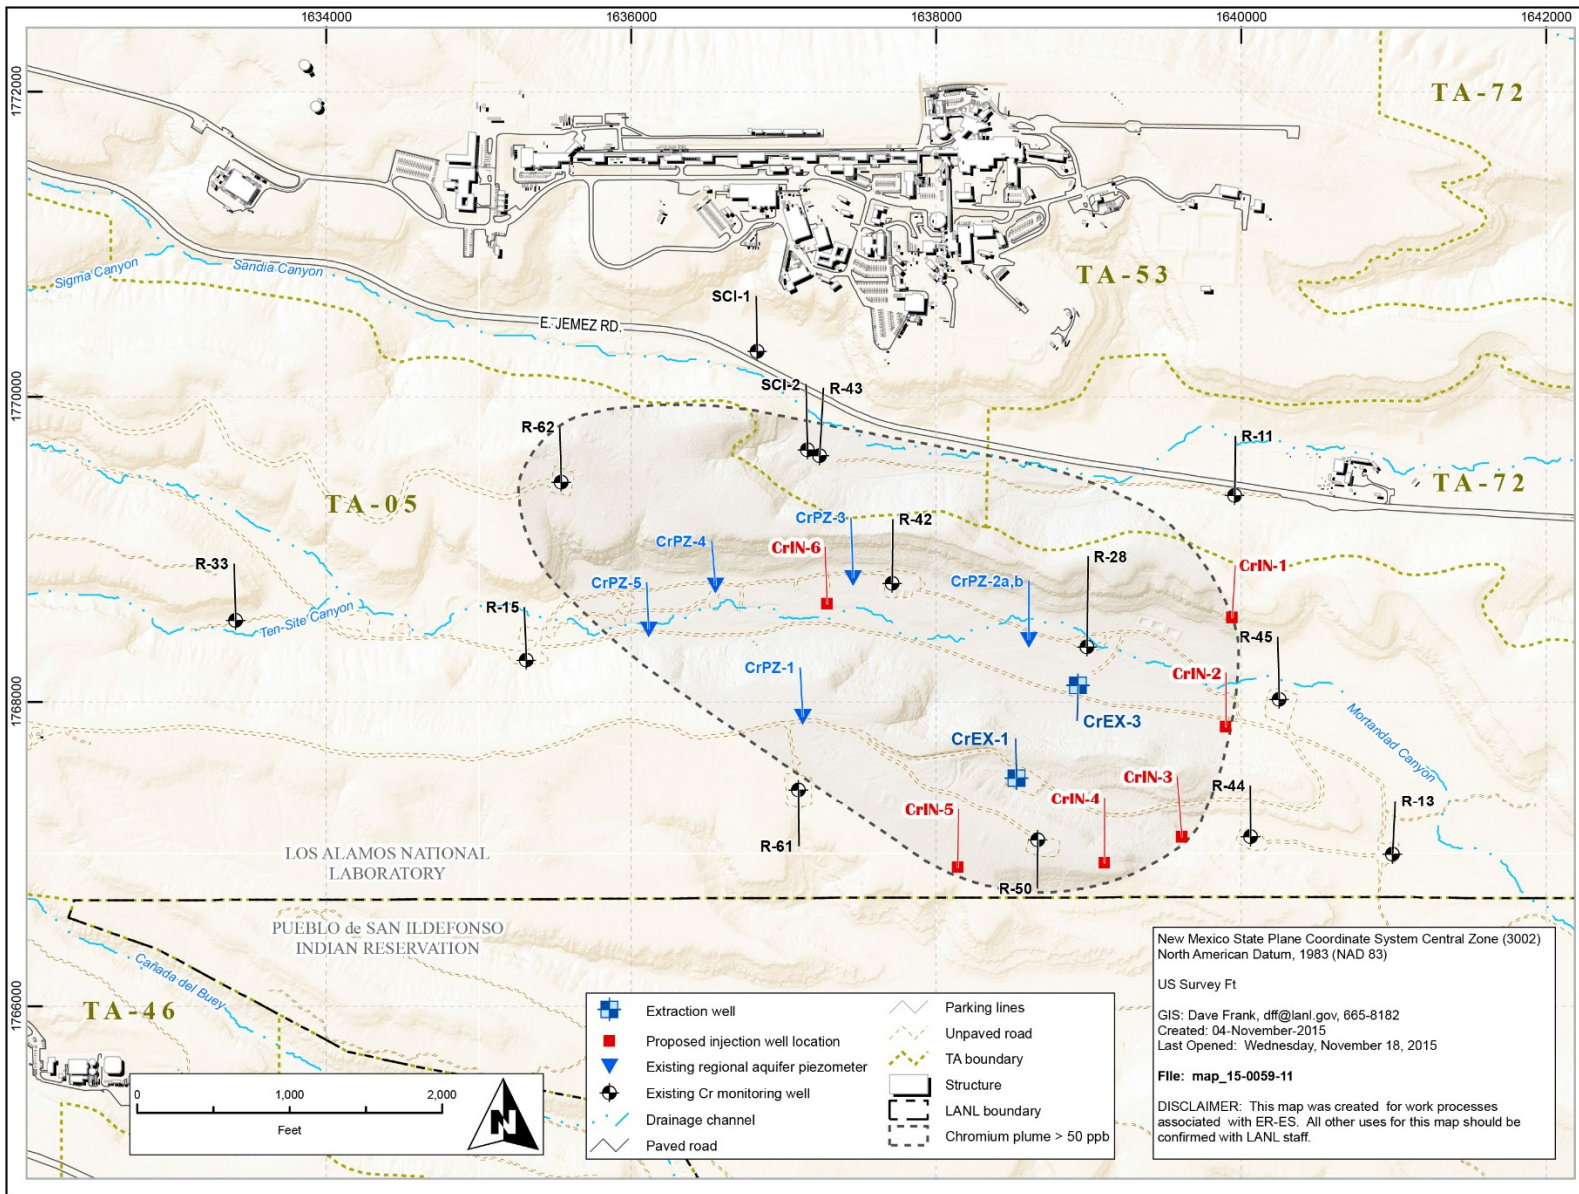 1634000
1636000
1638000
1640000
1642000
1772000
1770000
1768000
1766000
TA-72
TA-53
Sigma Canyon
Sandia Canyon
SCI-1
E. JEMEZ RD.
SCI-2
R-43
R-62
R-11
TA-05
TA-72
CrPZ-3
R-42
CrPZ-4
CrIN-6
R-33
CrPZ-5
CrPZ-2a,b
R-28
CrIN-1
R-15
Ten-Site Canyon
R-45
CrPZ-1
CrIN-2
CrEX-3
Mortandad Canyon
CrEX-1
CrIN-3
R-44
CrIN-4
CrIN-5
R-13
R-61
R-50
LOS ALAMOS NATIONAL
LABORATORY
PUEBLO de SAN ILDEFONSO
INDIAN RESERVATION
Cañada del Buey
TA-46
0
1,000
2,000
Feet
N
Extraction well
Proposed injection well location
Existing regional aquifer piezometer
Existing Cr monitoring well
Drainage channel
Paved road
Parking lines
Unpaved road
TA boundary
Structure
LANL boundary
Chromium plume > 50 ppb
New Mexico State Plane Coordinate System Central Zone (3002)
North American Datum, 1983 (NAD 83)
US Survey Ft
GIS: Dave Frank, dff@lanl.gov, 665-8182
Created: 04-November-2015
Last Opened: Wednesday, November 18, 2015
File: map_15-0059-11
DISCLAIMER: This map was created for work processes
associated with ER-ES. All other uses for this map should be
confirmed with LANL staff.